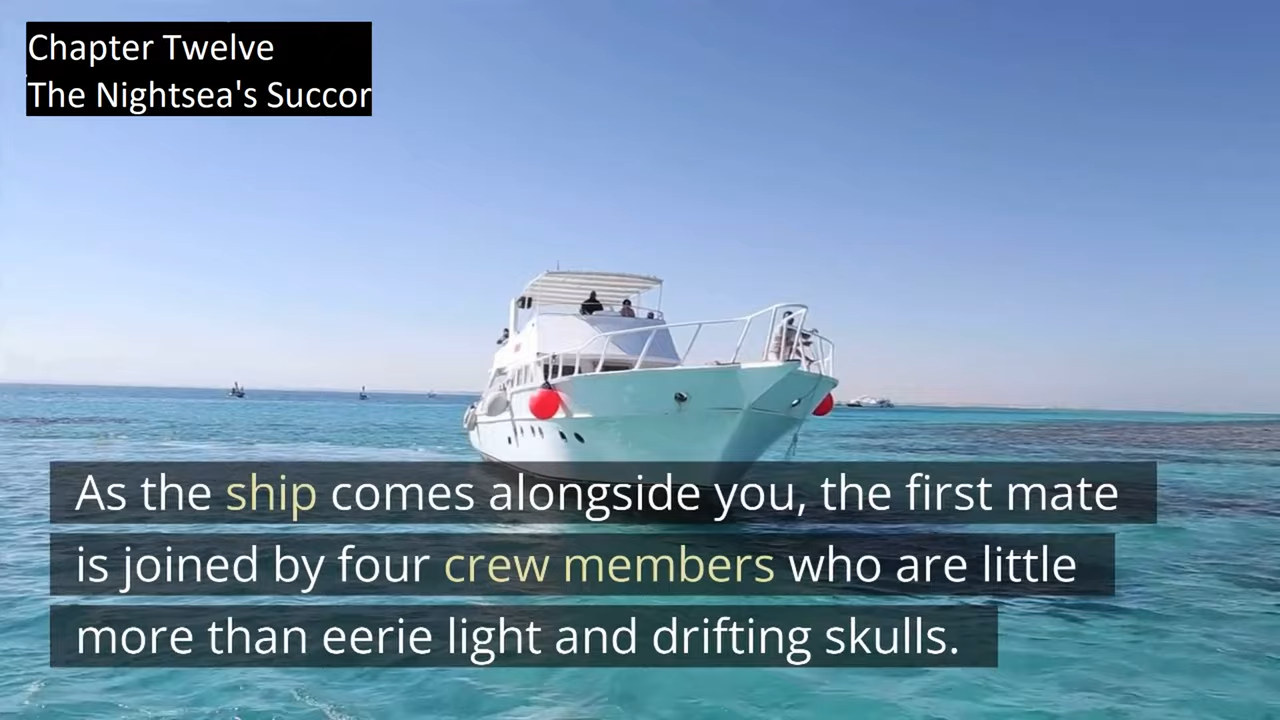 Chapter Twelve
The Nightsea's Succor
As the ship comes alongside you, the first mate
is joined by four crew members who are little
more than eerie light and drifting skulls.